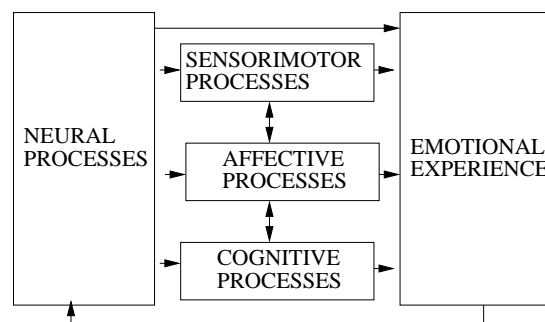 SENSORIMOTOR
PROCESSES
NEURAL
PROCESSES
AFFECTIVE
PROCESSES
EMOTIONAL
EXPERIENCE
COGNITIVE
PROCESSES